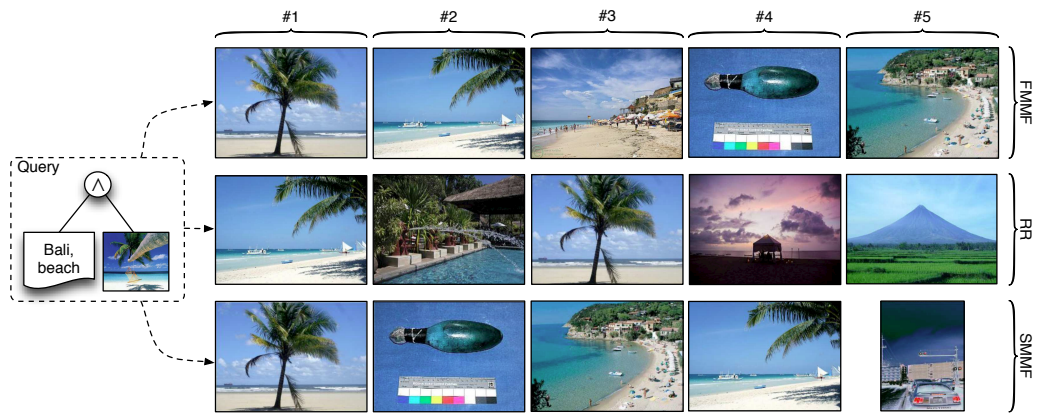 #1 #2 #3 #4 #5
Query
∧
Bali,
beach
FMMF
RR
SMMF